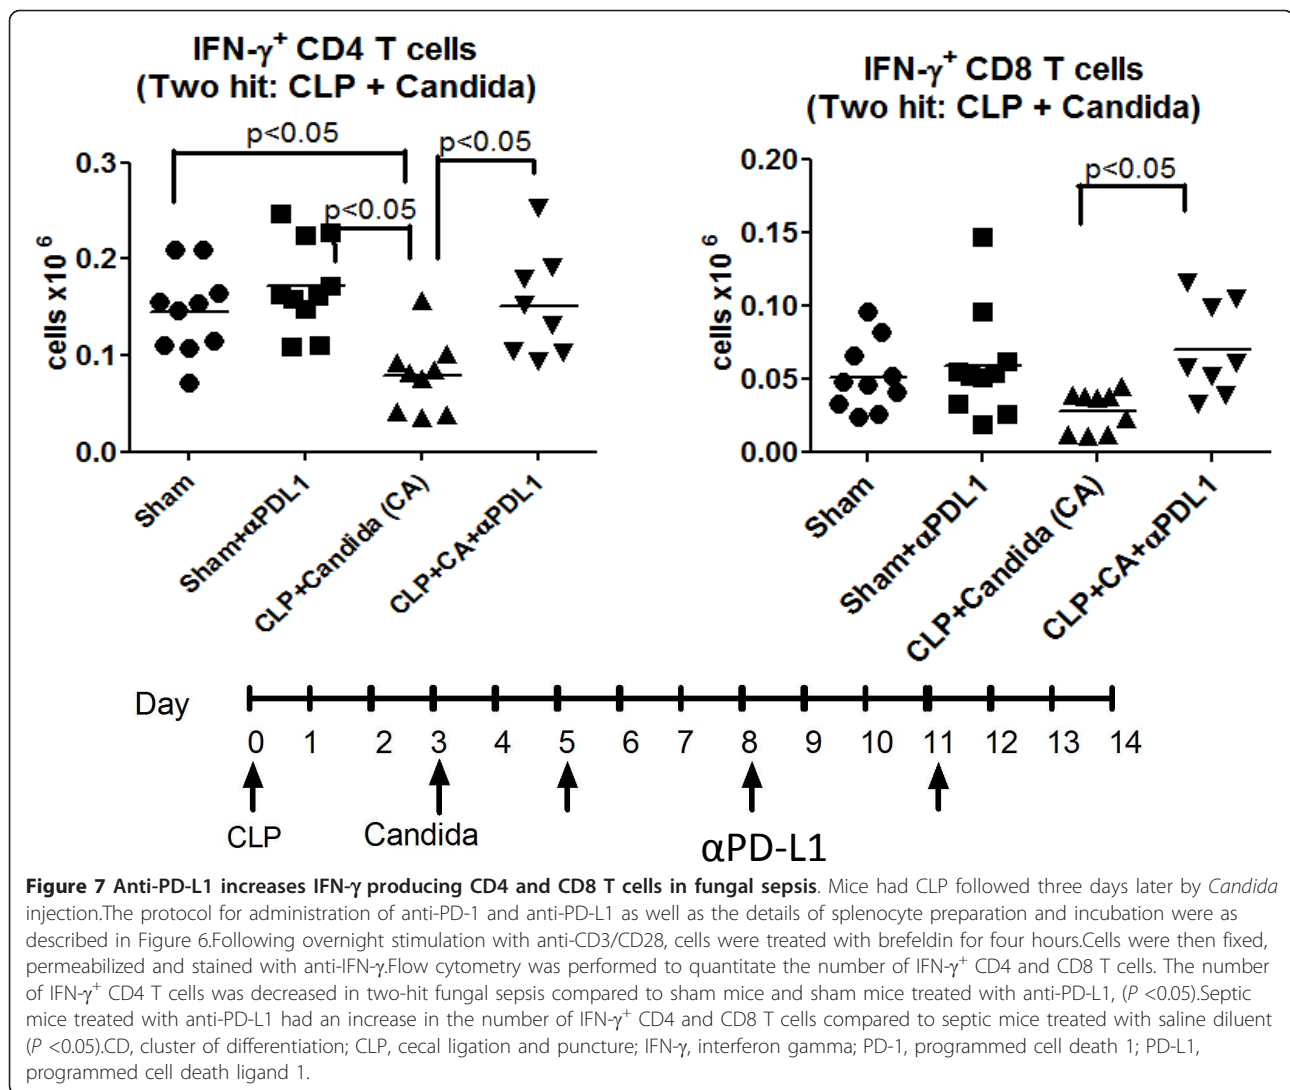 IFN-γ+ CD4 T cells
(Two hit: CLP + Candida)
p<0.05
p<0.05
p<0.05
0.3
0.2
0.1
0.0
cells x10 6
Sham
Sham+αPDL1
CLP+Candida (CA)
CLP+CA+αPDL1
IFN-γ+ CD8 T cells
(Two hit: CLP + Candida)
p<0.05
0.20
0.15
0.10
0.05
0.00
cells x10 6
Sham
Sham+αPDL1
CLP+Candida (CA)
CLP+CA+αPDL1
Day
0 1 2 3 4 5 6 7 8 9 10 11 12 13 14
CLP Candida αPD-L1
Figure 7 Anti-PD-L1 increases IFN-γ producing CD4 and CD8 T cells in fungal sepsis. Mice had CLP followed three days later by Candida
injection.The protocol for administration of anti-PD-1 and anti-PD-L1 as well as the details of splenocyte preparation and incubation were as
described in Figure 6.Following overnight stimulation with anti-CD3/CD28, cells were treated with brefeldin for four hours.Cells were then fixed,
permeabilized and stained with anti-IFN-γ.Flow cytometry was performed to quantitate the number of IFN-γ+ CD4 and CD8 T cells. The number
of IFN-γ+ CD4 T cells was decreased in two-hit fungal sepsis compared to sham mice and sham mice treated with anti-PD-L1, (P <0.05).Septic
mice treated with anti-PD-L1 had an increase in the number of IFN-γ+ CD4 and CD8 T cells compared to septic mice treated with saline diluent
(P <0.05).CD, cluster of differentiation; CLP, cecal ligation and puncture; IFN-γ, interferon gamma; PD-1, programmed cell death 1; PD-L1,
programmed cell death ligand 1.